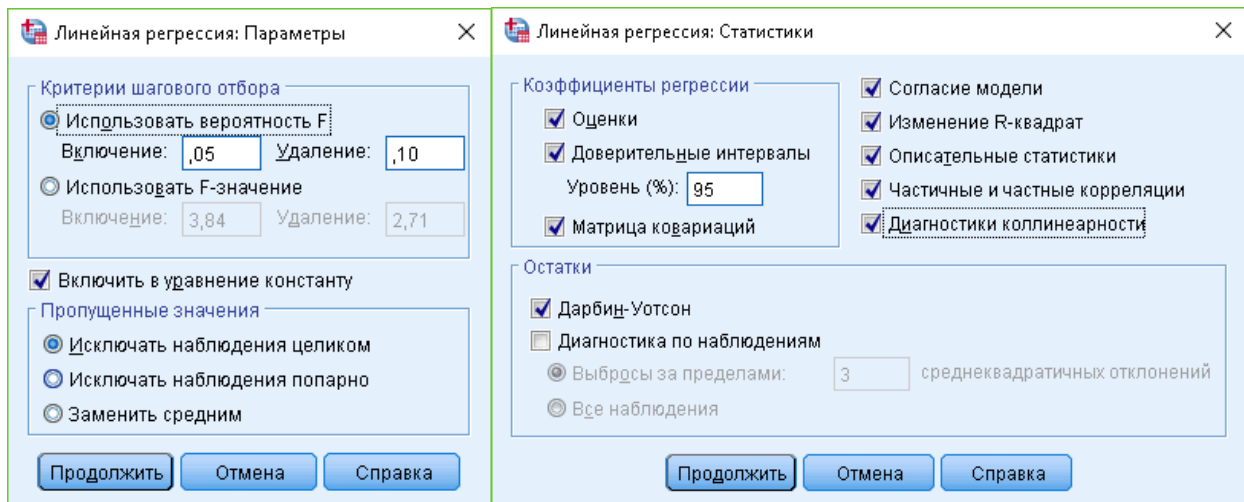 Линейная регрессия: Параметры
Критерии шагового отбора
Использовать вероятность F
Включение: ,05 Удаление: ,10
Использовать F-значение
Включение: 3,84 Удаление: 2,71
Включить в уравнение константу
Пропущенные значения
Исключать наблюдения целиком
Исключать наблюдения попарно
Заменить средним
Продолжить Отмена Справка
Линейная регрессия: Статистики
Коэффициенты регрессии
Оценки
Доверительные интервалы
Уровень (%): 95
Матрица ковариаций
Согласие модели
Изменение R-квадрат
Описательные статистики
Частичные и частные корреляции
Диагностики коллинеарности
Остатки
Дарбин-Уотсон
Диагностика по наблюдениям
Выбросы за пределами: 3 среднеквадратичных отклонений
Все наблюдения
Продолжить Отмена Справка